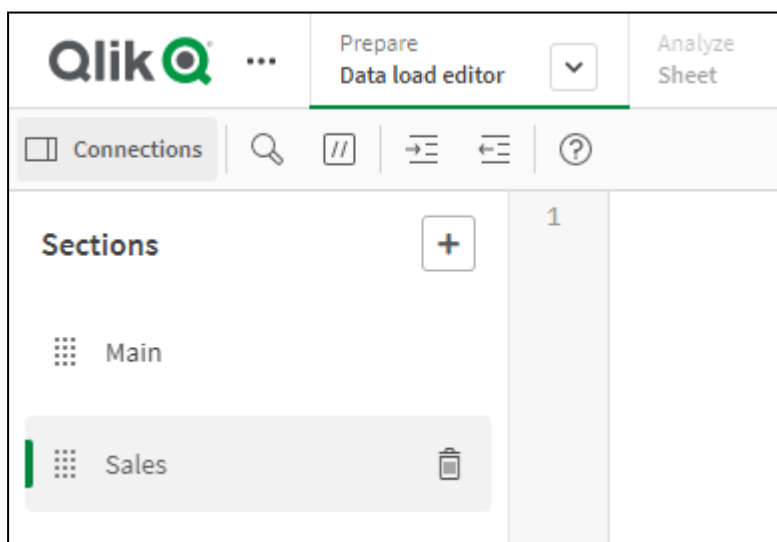 Qlik
Prepare
Data load editor
Analyze
Sheet
Connections
//
Sections
+
1
Main
Sales